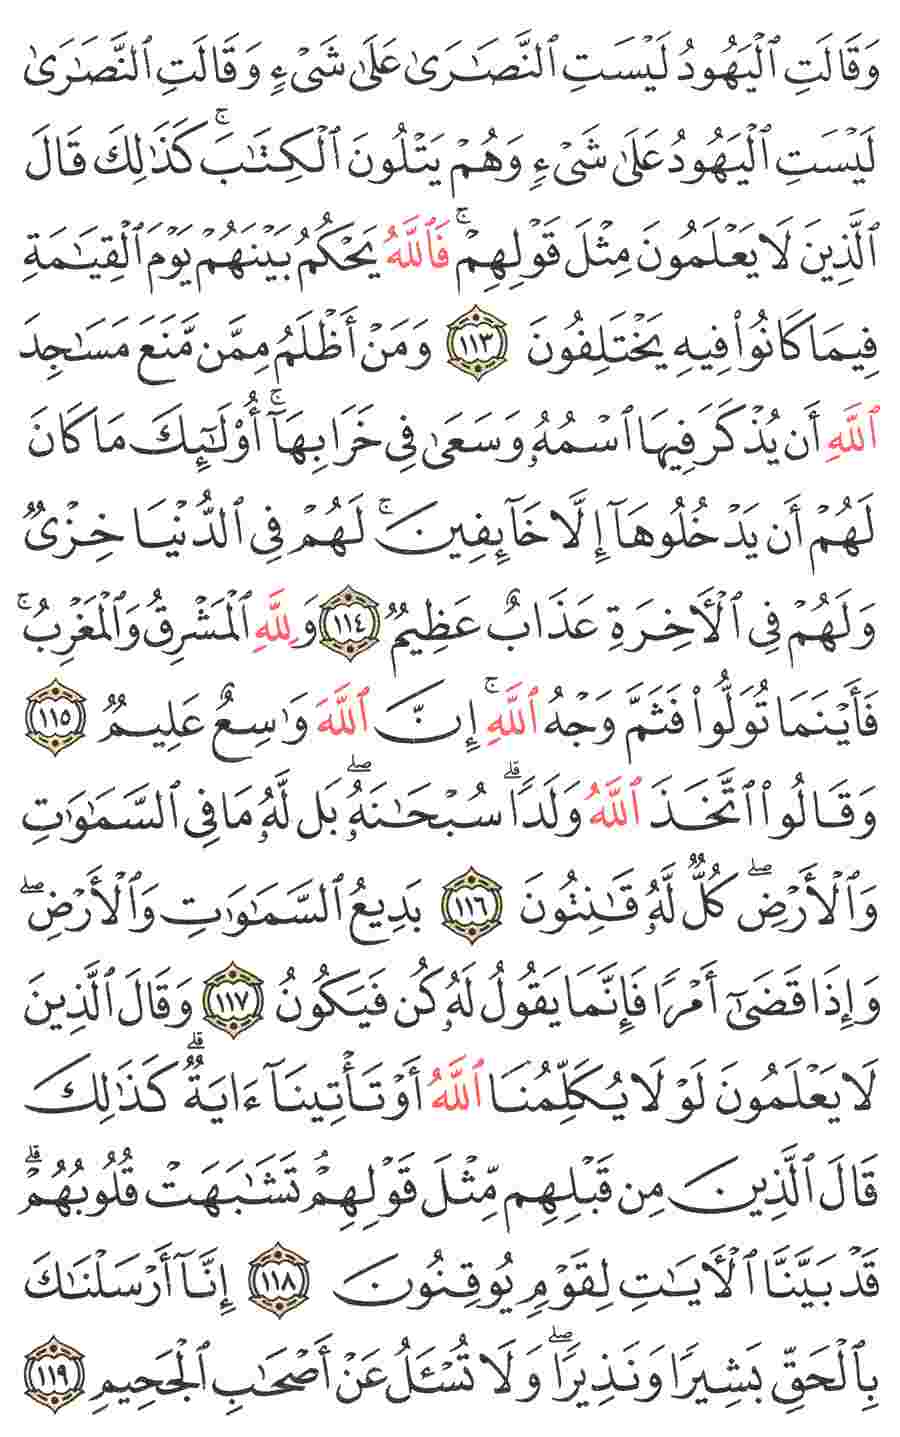 وَقَالَتِ ٱلْيَهُودُ لَيْسَتِ ٱلنَّصَـٰرَىٰ عَلَىٰ شَىْءٍ وَقَالَتِ ٱلنَّصَـٰرَىٰ
لَيْسَتِ ٱلْيَهُودُ عَلَىٰ شَىْءٍ وَهُمْ يَتْلُونَ ٱلْكِتَـٰبَ ۚ كَذَٰلِكَ قَالَ
ٱلَّذِينَ لَا يَعْلَمُونَ مِثْلَ قَوْلِهِمْ ۚ فَٱللَّهُ يَحْكُمُ بَيْنَهُمْ يَوْمَ ٱلْقِيَـٰمَةِ
فِيمَا كَانُوا۟ فِيهِ يَخْتَلِفُونَ ١١٣ وَمَنْ أَظْلَمُ مِمَّن مَّنَعَ مَسَـٰجِدَ
ٱللَّهِ أَن يُذْكَرَ فِيهَا ٱسْمُهُۥ وَسَعَىٰ فِى خَرَابِهَآ ۚ أُو۟لَـٰٓئِكَ مَا كَانَ
لَهُمْ أَن يَدْخُلُوهَآ إِلَّا خَآئِفِينَ ۚ لَهُمْ فِى ٱلدُّنْيَا خِزْىٌ
وَلَهُمْ فِى ٱلْـَٔاخِرَةِ عَذَابٌ عَظِيمٌ ١١٤ وَلِلَّهِ ٱلْمَشْرِقُ وَٱلْمَغْرِبُ ۚ
فَأَيْنَمَا تُوَلُّوا۟ فَثَمَّ وَجْهُ ٱللَّهِ ۚ إِنَّ ٱللَّهَ وَٰسِعٌ عَلِيمٌ ١١٥
وَقَالُوا۟ ٱتَّخَذَ ٱللَّهُ وَلَدًا ۗ سُبْحَـٰنَهُۥ ۖ بَل لَّهُۥ مَا فِى ٱلسَّمَـٰوَٰتِ
وَٱلْأَرْضِ ۖ كُلٌّ لَّهُۥ قَـٰنِتُونَ ١١٦ بَدِيعُ ٱلسَّمَـٰوَٰتِ وَٱلْأَرْضِ ۖ
وَإِذَا قَضَىٰٓ أَمْرًا فَإِنَّمَا يَقُولُ لَهُۥ كُن فَيَكُونُ ١١٧ وَقَالَ ٱلَّذِينَ
لَا يَعْلَمُونَ لَوْلَا يُكَلِّمُنَا ٱللَّهُ أَوْ تَأْتِينَآ ءَايَةٌ ۗ كَذَٰلِكَ
قَالَ ٱلَّذِينَ مِن قَبْلِهِم مِّثْلَ قَوْلِهِمْ ۘ تَشَـٰبَهَتْ قُلُوبُهُمْ ۗ
قَدْ بَيَّنَّا ٱلْـَٔايَـٰتِ لِقَوْمٍ يُوقِنُونَ ١١٨ إِنَّآ أَرْسَلْنَـٰكَ
بِٱلْحَقِّ بَشِيرًا وَنَذِيرًا ۖ وَلَا تُسْـَٔلُ عَنْ أَصْحَـٰبِ ٱلْجَحِيمِ ١١٩